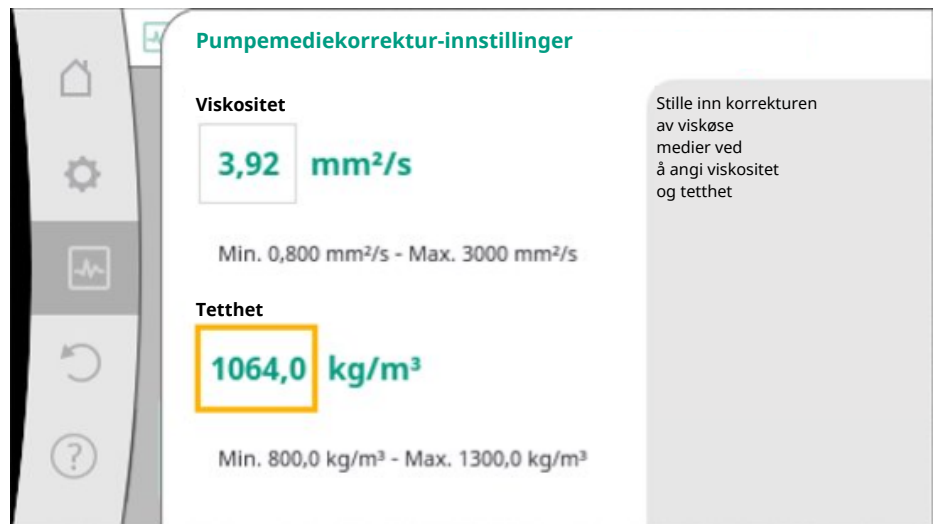 Pumpemediekorrektur-innstillinger
Viskositet
3,92 mm²/s
Min. 0,800 mm²/s - Max. 3000 mm²/s
Tetthet
1064,0 kg/m³
Min. 800,0 kg/m³ - Max. 1300,0 kg/m³
Stille inn korrekturen
av viskøse
medier ved
å angi viskositet
og tetthet
?